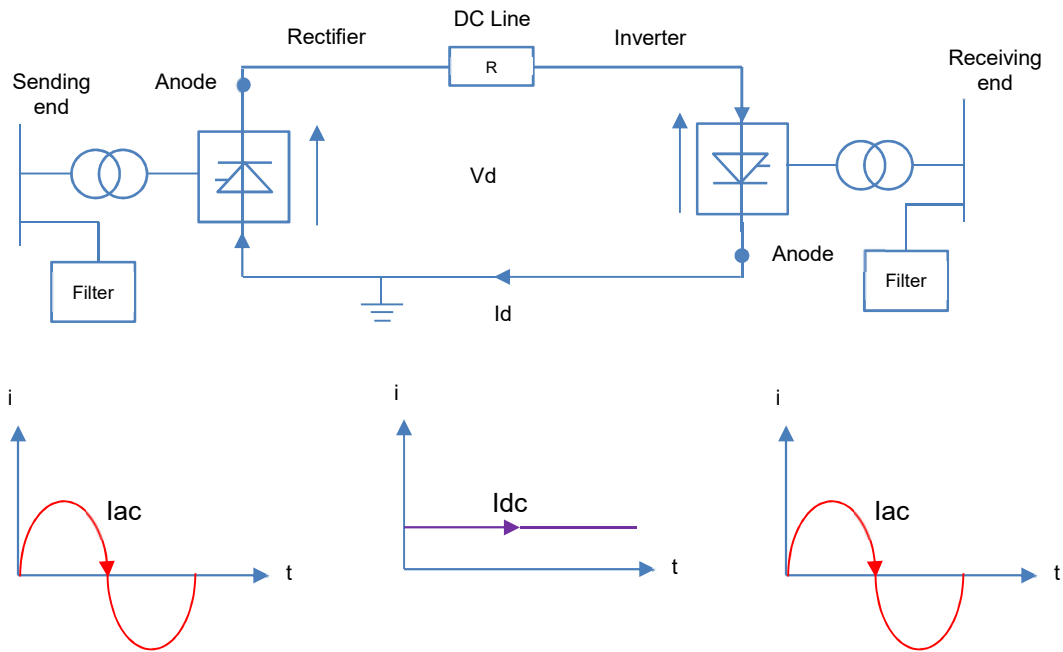 DC Line
Rectifier
R
Inverter
Sending
end
Anode
Receiving
end
Vd
Anode
Filter
Filter
Id
i
i
i
Iac
Idc
Iac
t
t
t